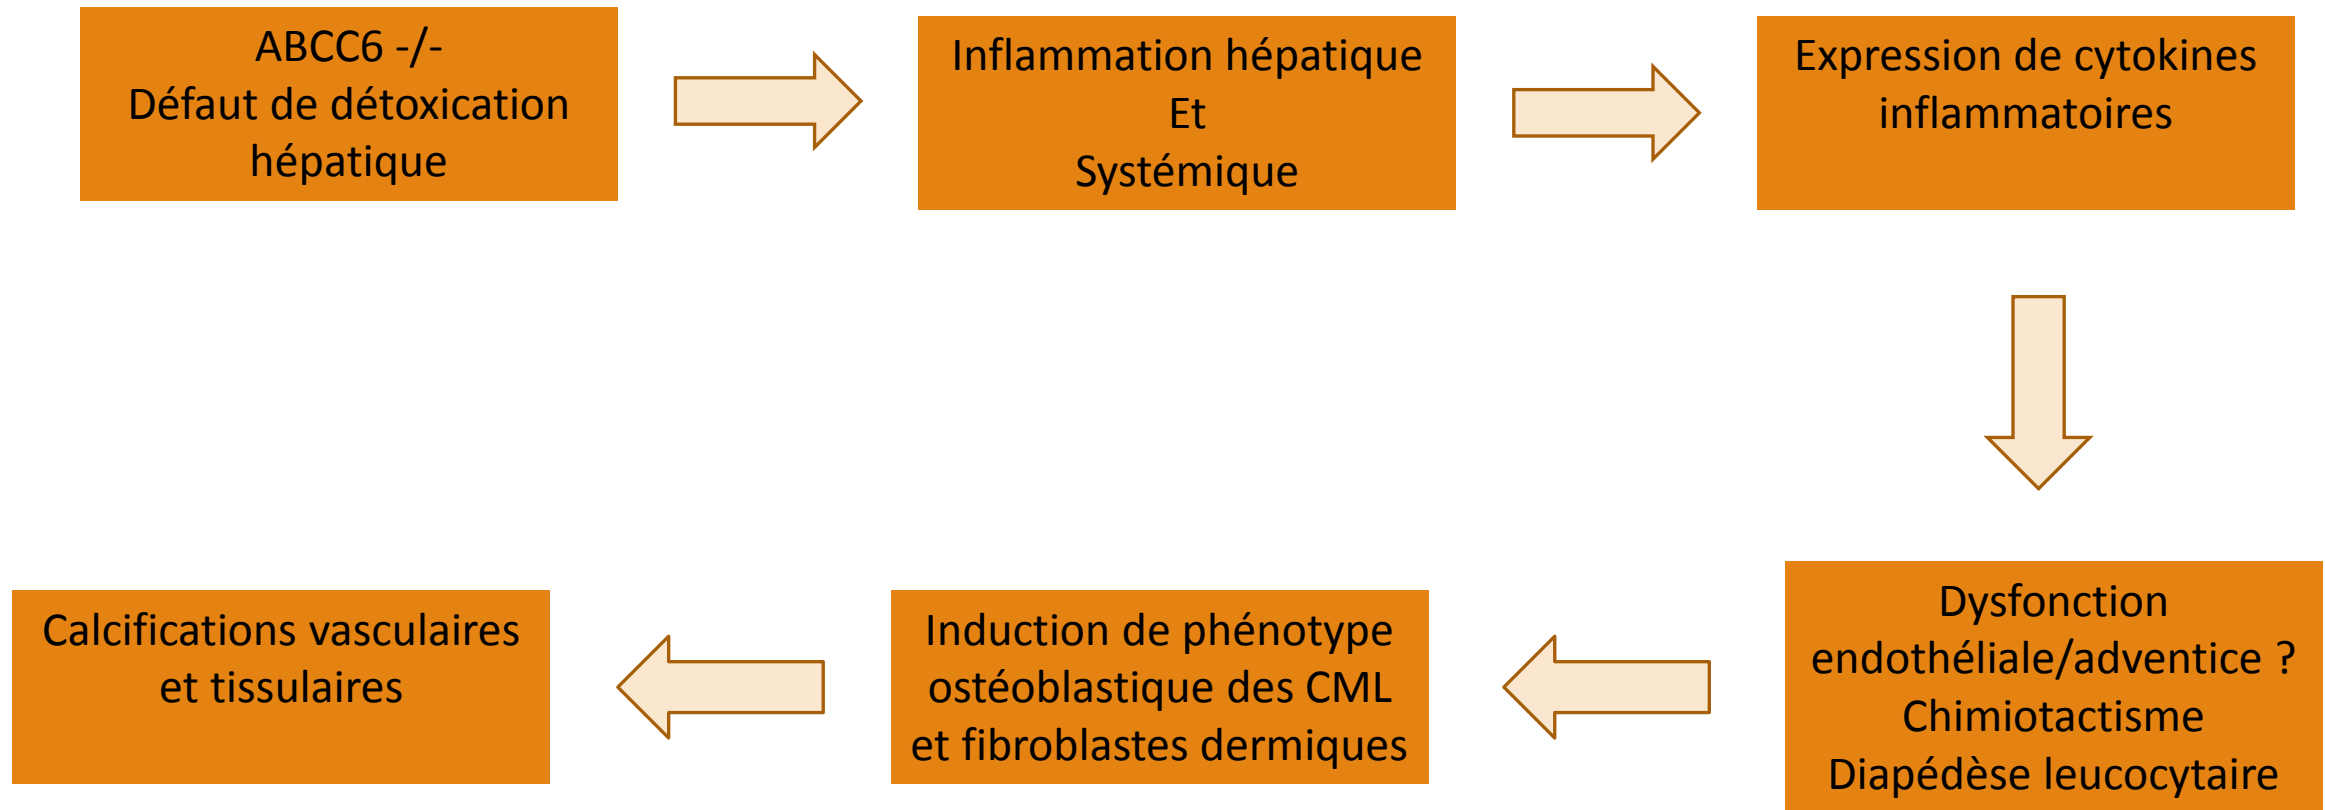 ABCC6 -/-
Défaut de détoxication
hépatique
Inflammation hépatique
Et
Systémique
Expression de cytokines
inflammatoires
Dysfonction
endothéliale/adventice ?
Chimiotactisme
Diapédèse leucocytaire
Induction de phénotype
ostéoblastique des CML
et fibroblastes dermiques
Calcifications vasculaires
et tissulaires